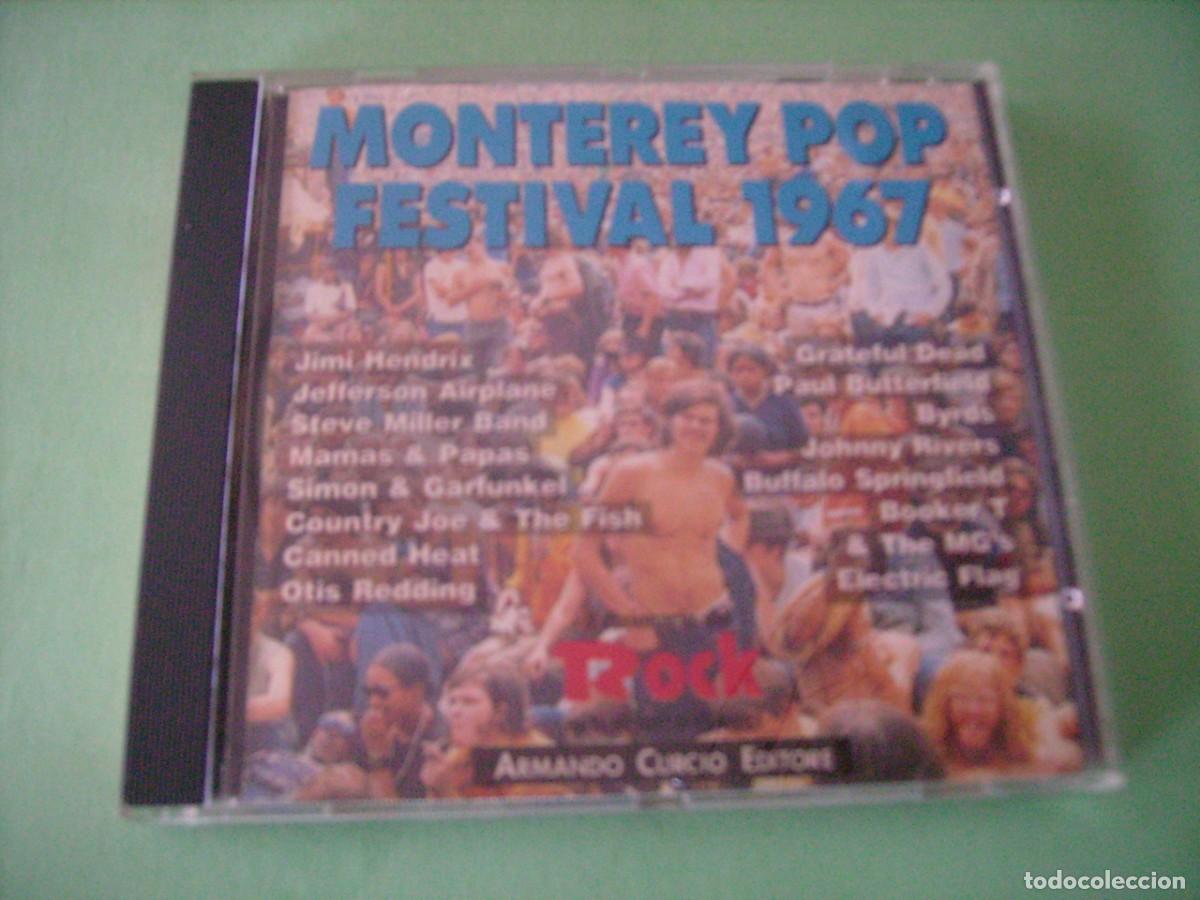 MONTEREY POP
FESTIVAL 1967
Jimi Hendrix
Jefferson Airplane
Steve Miller Band
Mamas & Papas
Simon & Garfunkel
Country Joe & The Fish
Canned Heat
Otis Redding
Grateful Dead
Paul Butterfield
Byrds
Johnny Rivers
Buffalo Springfield
Booker T
& The MG's
Electric Flag
Rock
ARMANDO CURCIO EDITORE
todocoleccion